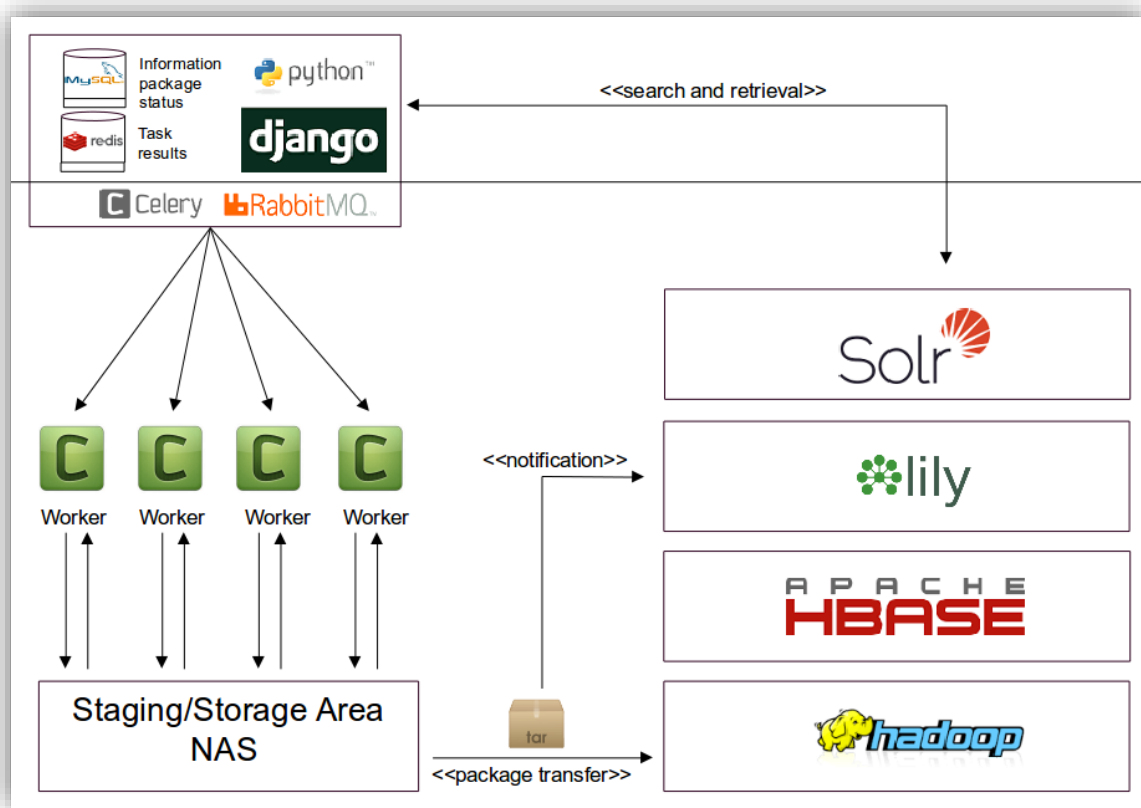 MySQL
Information
package
status
python™
redis
Task
results
django
C Celery
RabbitMQ™
<<search and retrieval>>
Solr
C
C
C
C
Worker
Worker
Worker
Worker
<<notification>>
lily
APACHE
HBASE
Staging/Storage Area
NAS
tar
<<package transfer>>
hadoop